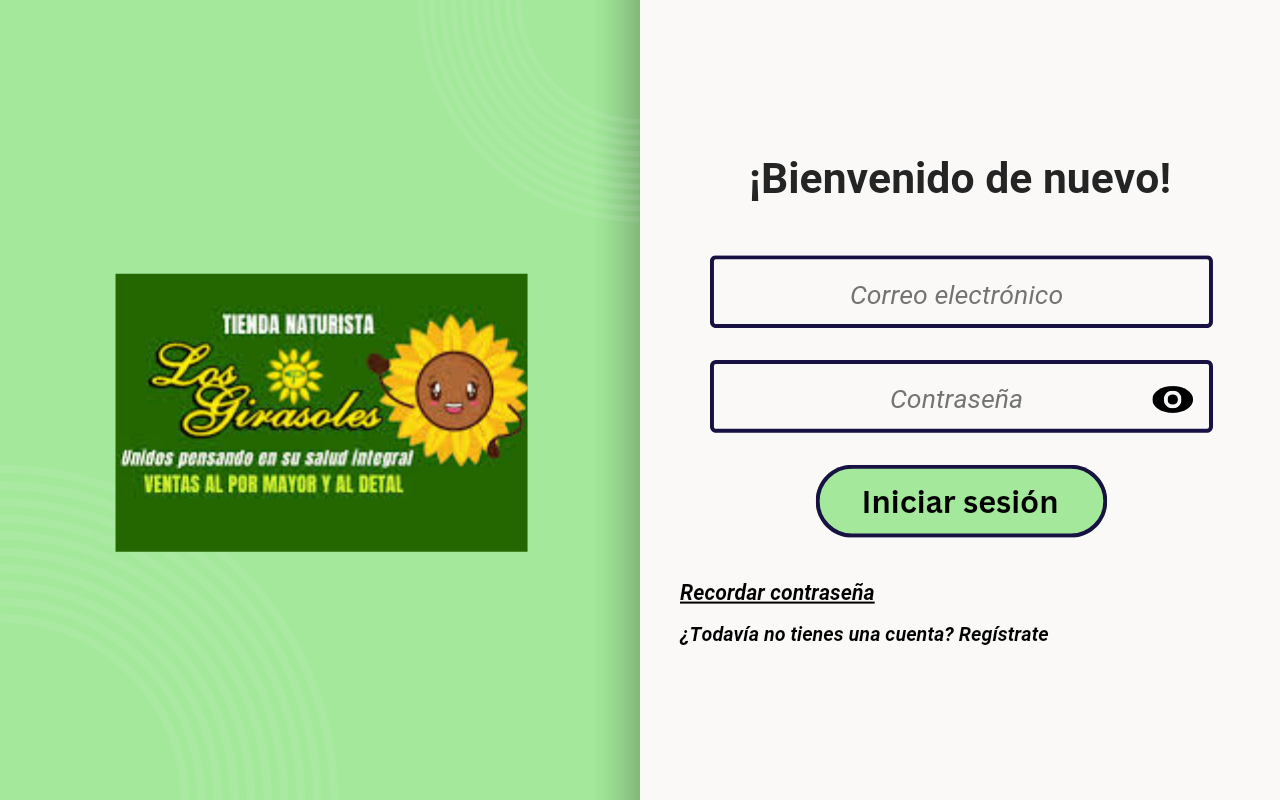 TIENDA NATURISTA
Los
Girasoles
Unidos pensando en su salud integral
VENTAS AL POR MAYOR Y AL DETAL
¡Bienvenido de nuevo!
Correo electrónico
Contraseña
Iniciar sesión
Recordar contraseña
¿Todavía no tienes una cuenta? Regístrate